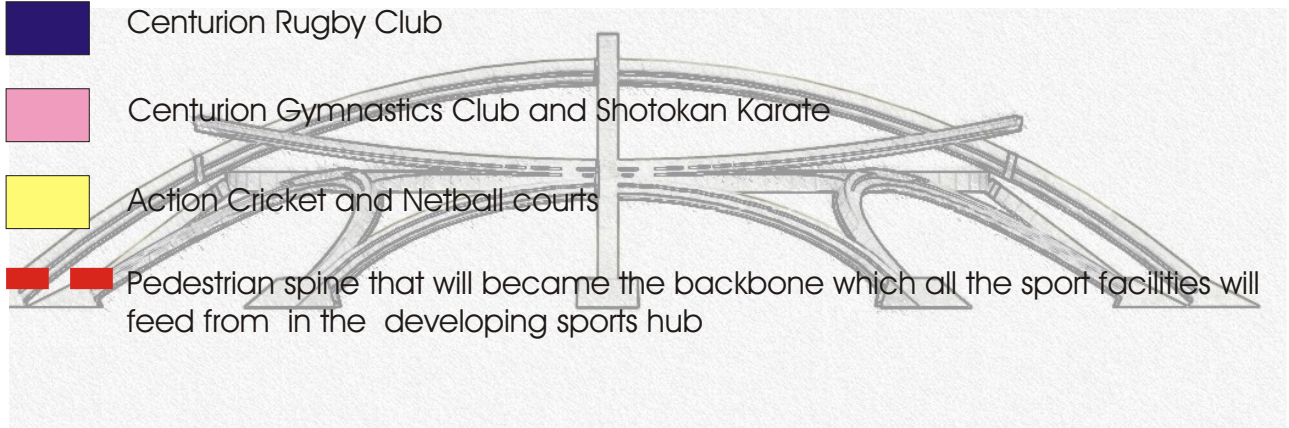 Centurion Rugby Club
Centurion Gymnastics Club and Shotokan Karate
Action Cricket and Netball courts
Pedestrian spine that will became the backbone which all the sport facilities will
feed from in the developing sports hub